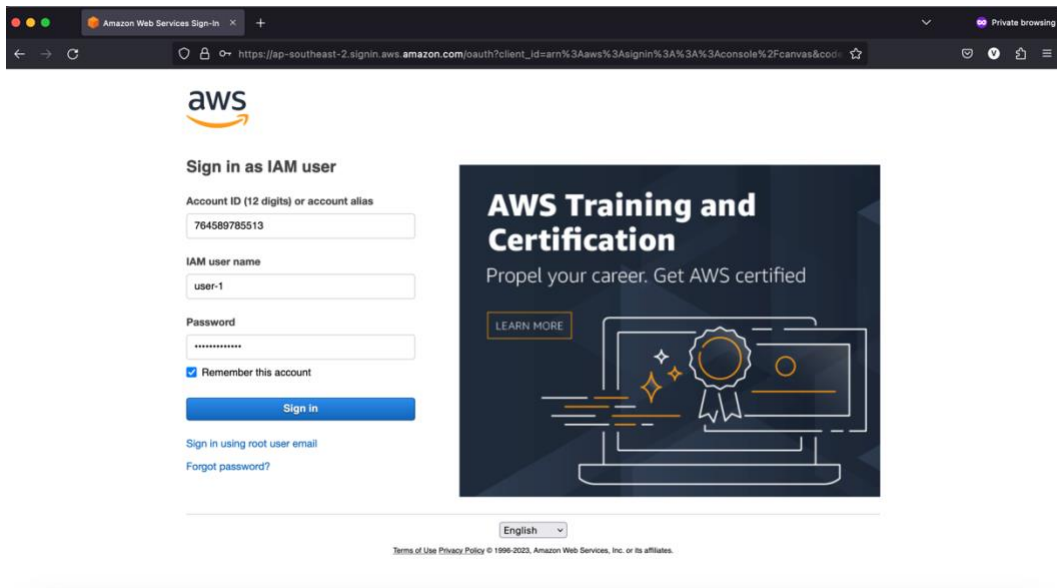 Amazon Web Services Sign-In
Private browsing
https://ap-southeast-2.signin.aws.amazon.com/oauth?client_id=arn%3Aaws%3Asignin%3A%3A%3Aconsole%2Fcanvas&code
V
aws
Sign in as IAM user
Account ID (12 digits) or account alias
764589785513
IAM user name
user-1
Password
•••••••••••••
Remember this account
Sign in
Sign in using root user email
Forgot password?
AWS Training and
Certification
Propel your career. Get AWS certified
LEARN MORE
English
Terms of Use Privacy Policy © 1996-2023, Amazon Web Services, Inc. or its affiliates.